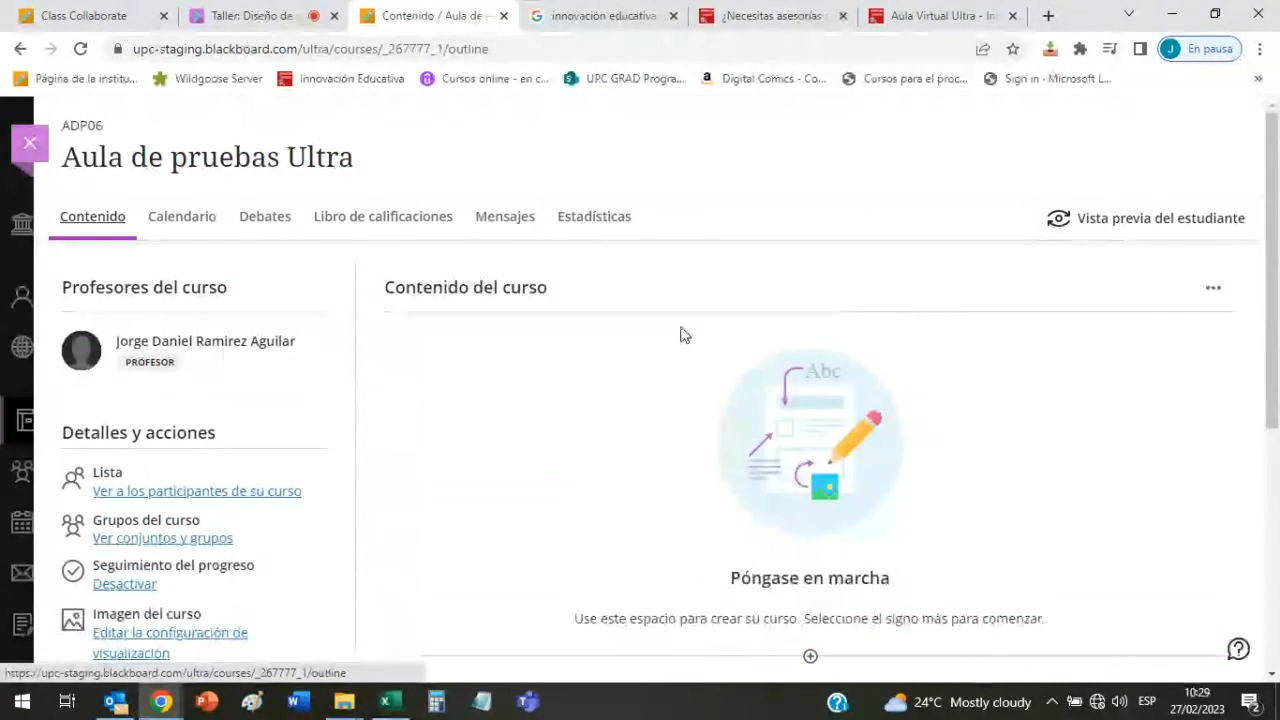 Class Collaborate
Taller: Diseño de
Contenido / Aula de
innovación educativa
¿Necesitas asesorías
Aula Virtual Ultra - In
upc-staging.blackboard.com/ultra/courses/_267777_1/outline
J En pausa
Página de la institu...
Wildgoose Server
Innovación Educativa
Cursos online - en c...
UPC GRAD Progra...
Digital Comics - Co...
Cursos para el proc...
Sign in - Microsoft L...
»
ADP06
Aula de pruebas Ultra
Contenido
Calendario
Debates
Libro de calificaciones
Mensajes
Estadísticas
Vista previa del estudiante
Profesores del curso
Jorge Daniel Ramirez Aguilar
PROFESOR
Detalles y acciones
Lista
Ver a los participantes de su curso
Grupos del curso
Ver conjuntos y grupos
Seguimiento del progreso
Desactivar
Imagen del curso
Editar la configuración de
visualización
Contenido del curso
Abc
Póngase en marcha
Use este espacio para crear su curso. Seleccione el signo más para comenzar.
https://upc-staging.blackboard.com/ultra/courses/_267777_1/outline
24°C Mostly cloudy
ESP
10:29
27/02/2023
2